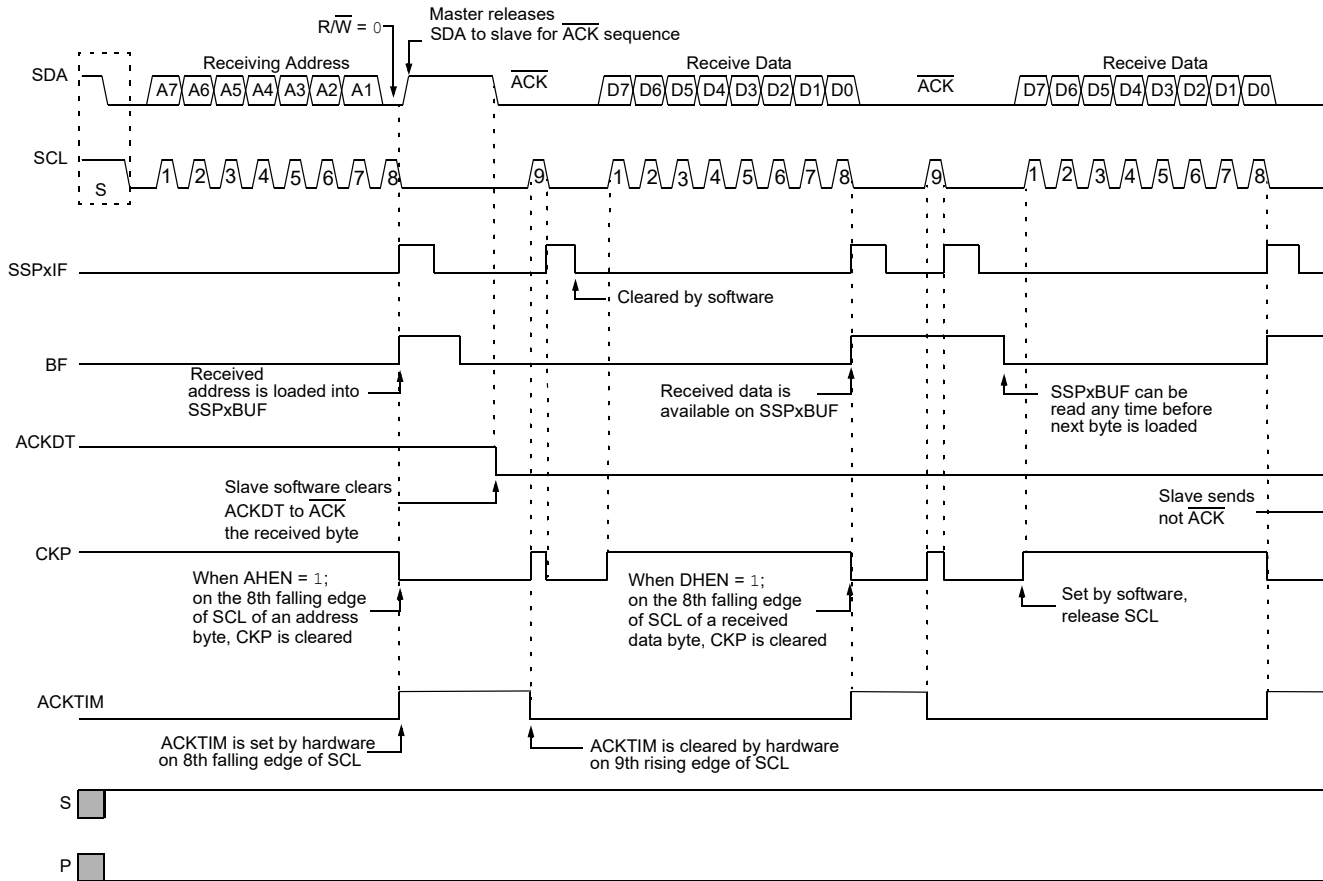 R/W = 0
Master releases
SDA to slave for ACK sequence
SDA
Receiving Address
A7 A6 A5 A4 A3 A2 A1
ACK
Receive Data
D7 D6 D5 D4 D3 D2 D1 D0
ACK
Receive Data
D7 D6 D5 D4 D3 D2 D1 D0
SCL
S
1 2 3 4 5 6 7 8 9 1 2 3 4 5 6 7 8 9 1 2 3 4 5 6 7 8
SSPxIF
Cleared by software
BF
Received
address is loaded into
SSPxBUF
Received data is
available on SSPxBUF
SSPxBUF can be
read any time before
next byte is loaded
ACKDT
Slave software clears
ACKDT to ACK
the received byte
Slave sends
not ACK
CKP
When AHEN = 1;
on the 8th falling edge
of SCL of an address
byte, CKP is cleared
When DHEN = 1;
on the 8th falling edge
of SCL of a received
data byte, CKP is cleared
Set by software,
release SCL
ACKTIM
ACKTIM is set by hardware
on 8th falling edge of SCL
ACKTIM is cleared by hardware
on 9th rising edge of SCL
S
P